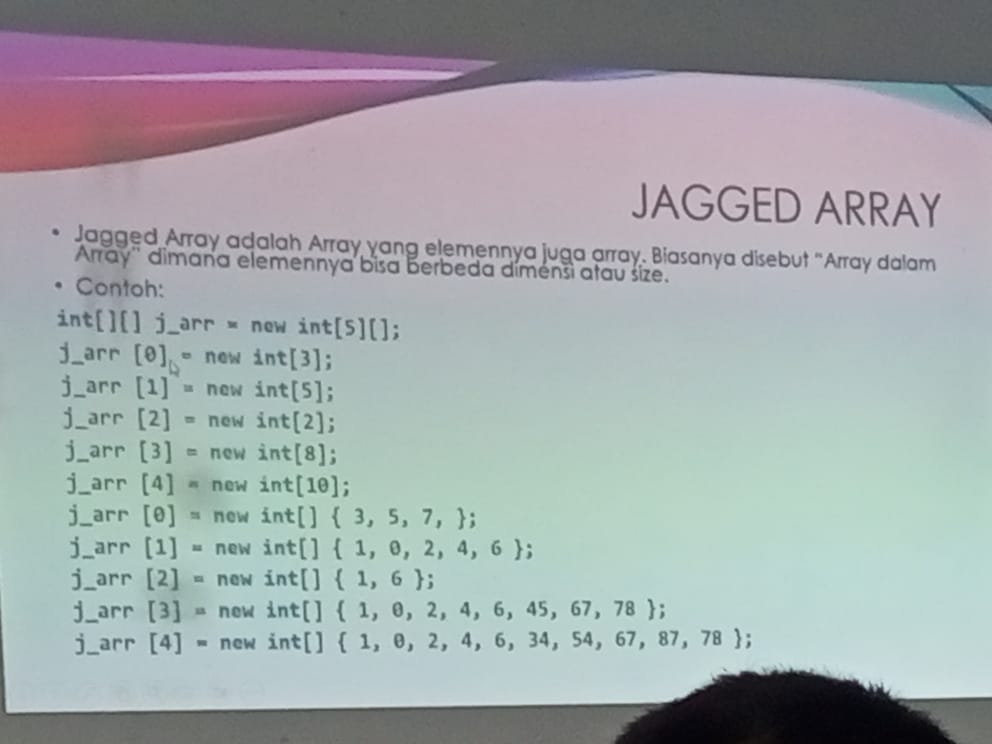 JAGGED ARRAY
• Jagged Array adalah Array yang elemennya juga array. Biasanya disebut "Array dalam
Array" dimana elemennya bisa berbeda dimensi atau size.
• Contoh:
int[][] j_arr = new int[5][];
j_arr [0] = new int[3];
j_arr [1] = new int[5];
j_arr [2] = new int[2];
j_arr [3] = new int[8];
j_arr [4] = new int[10];
j_arr [0] = new int[] { 3, 5, 7, };
j_arr [1] = new int[] { 1, 0, 2, 4, 6 };
j_arr [2] = new int[] { 1, 6 };
j_arr [3] = new int[] { 1, 0, 2, 4, 6, 45, 67, 78 };
j_arr [4] = new int[] { 1, 0, 2, 4, 6, 34, 54, 67, 87, 78 };